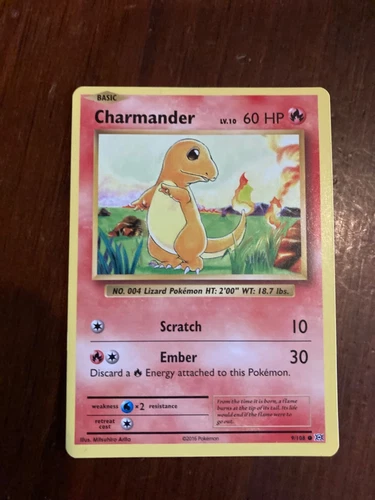 BASIC
Charmander LV.10 60 HP
NO. 004 Lizard Pokémon HT: 2'00" WT: 18.7 lbs.
Scratch 10
Ember 30
Discard a Energy attached to this Pokémon.
weakness ×2 resistance
retreat cost
From the time it is born, a flame
burns at the tip of its tail. Its life
would end if the flame were to
go out.
Illus. Mitsuhiro Arita ©2016 Pokémon 9/108